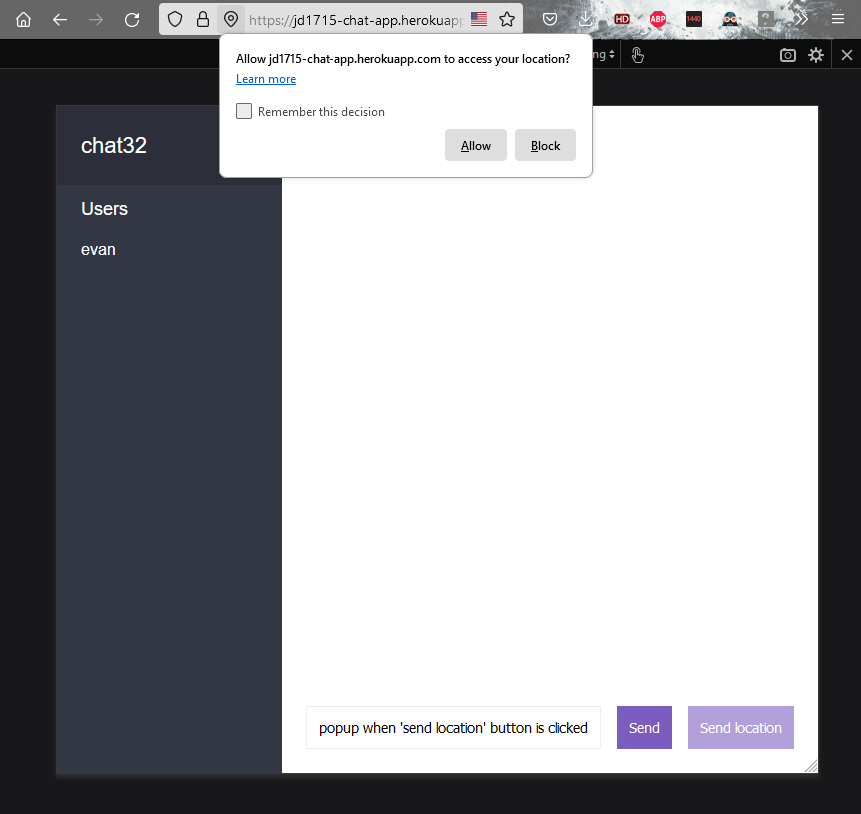 https://jd1715-chat-app.herokuapp
HD
ABP
1440
Allow jd1715-chat-app.herokuapp.com to access your location?
Learn more
Remember this decision
Allow
Block
ng
chat32
Users
evan
popup when 'send location' button is clicked
Send
Send location